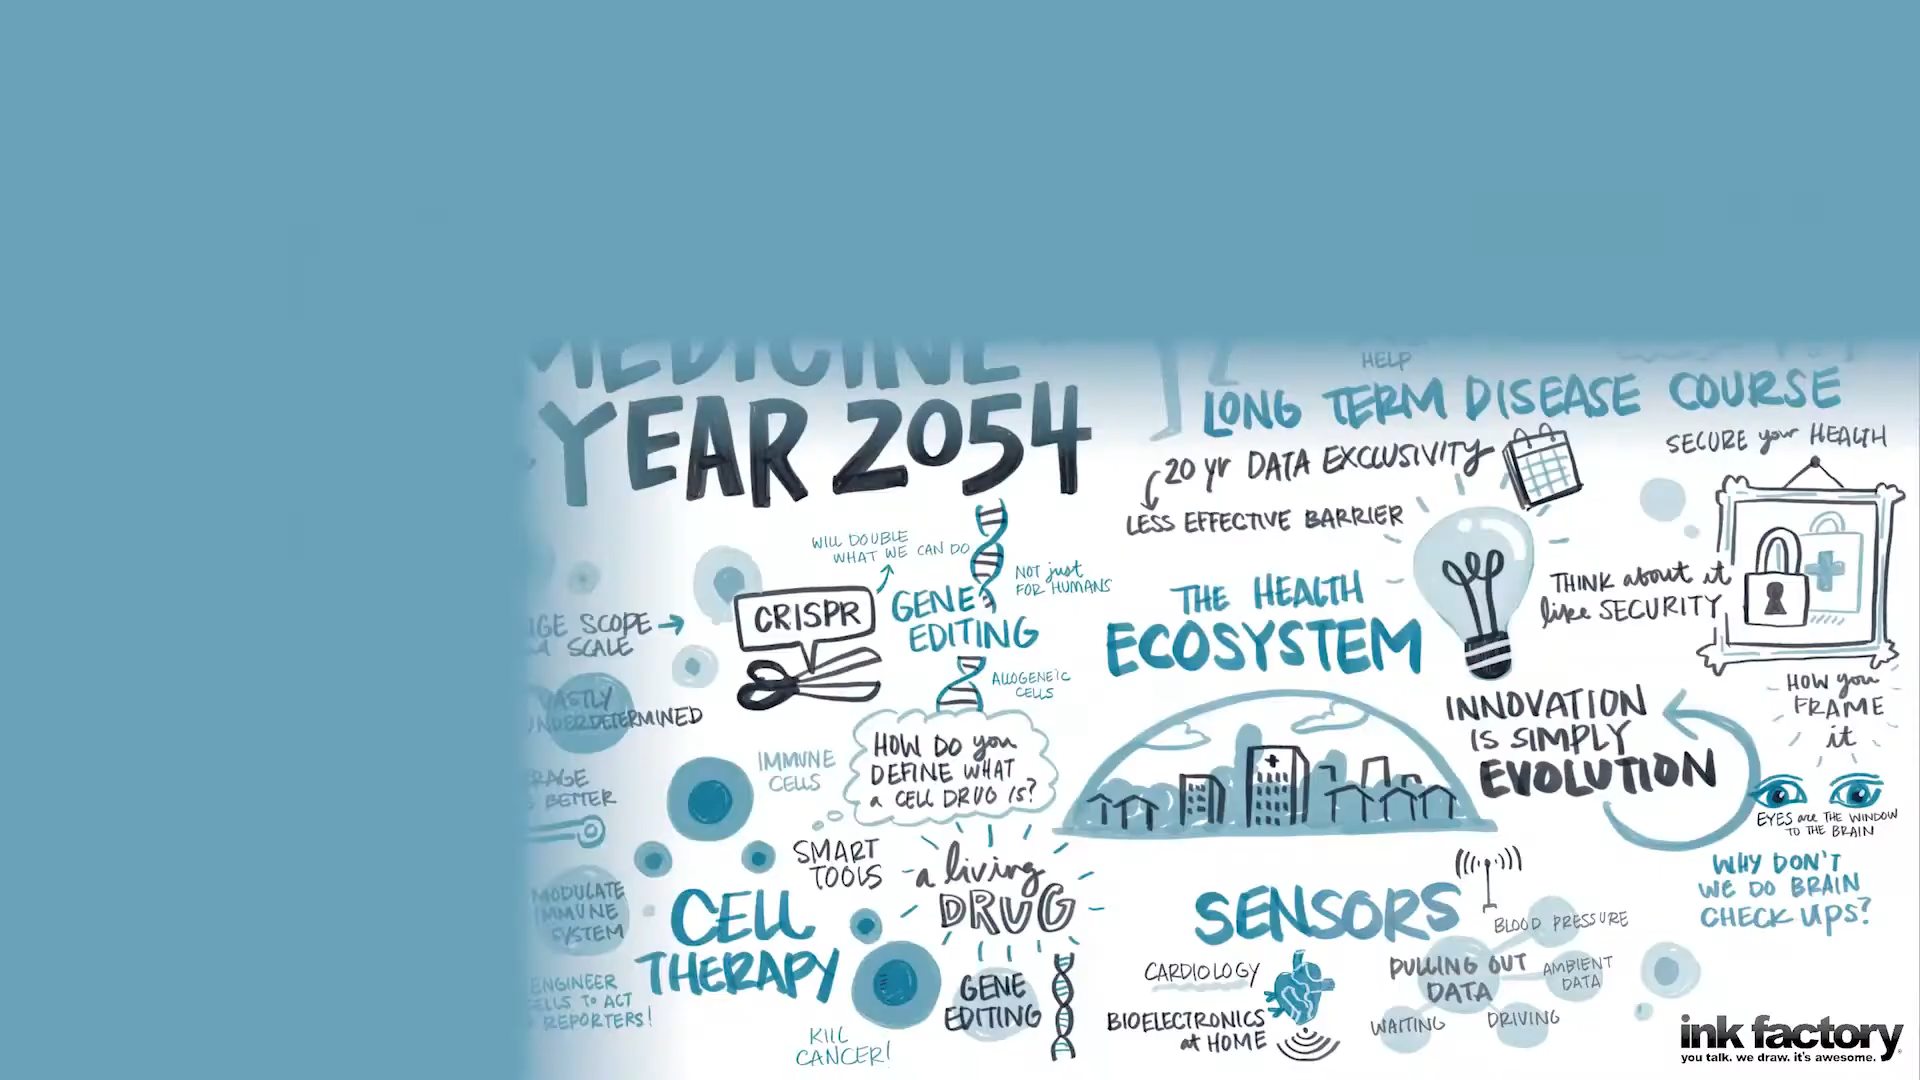 MEDICINE
YEAR 2054
WILL DOUBLE
WHAT WE CAN DO
NOT just
FOR HUMANS
CRISPR
GENE
EDITING
ALLOGENEIC
CELLS
SCOPE →
SCALE
VASTLY
UNDERDETERMINED
IMMUNE
CELLS
HOW DO you
DEFINE WHAT
a CELL DRUG IS?
BETTER
SMART
TOOLS
a living
DRUG
MODULATE
IMMUNE
SYSTEM
CELL
THERAPY
ENGINEER
CELLS TO ACT
REPORTERS!
KILL
CANCER!
GENE
EDITING
HELP
LONG TERM DISEASE COURSE
20 yr DATA EXCLUSIVITY
LESS EFFECTIVE BARRIER
SECURE your HEALTH
THE HEALTH
ECOSYSTEM
THINK about it
like SECURITY
HOW you
FRAME
it
INNOVATION
IS SIMPLY
EVOLUTION
EYES are THE WINDOW
TO THE BRAIN
WHY DON'T
WE DO BRAIN
CHECK UPS?
SENSORS
BLOOD PRESSURE
CARDIOLOGY
PULLING OUT
DATA
AMBIENT
DATA
WAITING
DRIVING
BIOELECTRONICS
at HOME
ink factory
you talk. we draw. it's awesome.